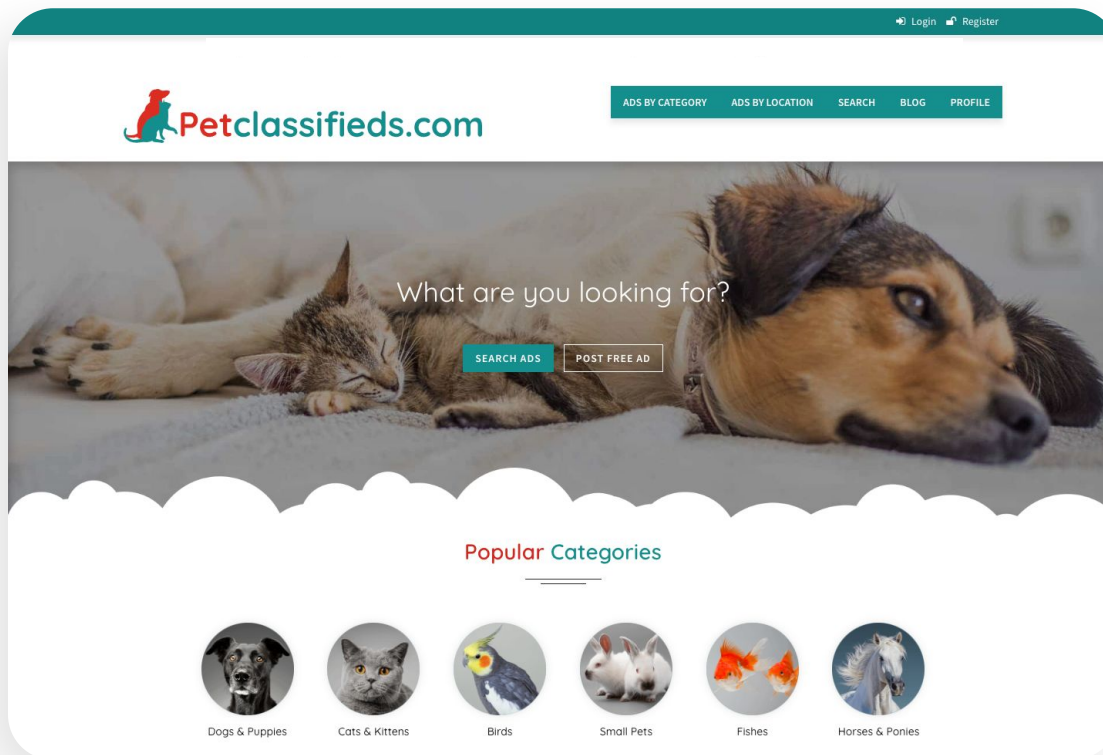 Login Register
Petclassifieds.com
ADS BY CATEGORY ADS BY LOCATION SEARCH BLOG PROFILE
What are you looking for?
SEARCH ADS POST FREE AD
Popular Categories
Dogs & Puppies Cats & Kittens Birds Small Pets Fishes Horses & Ponies